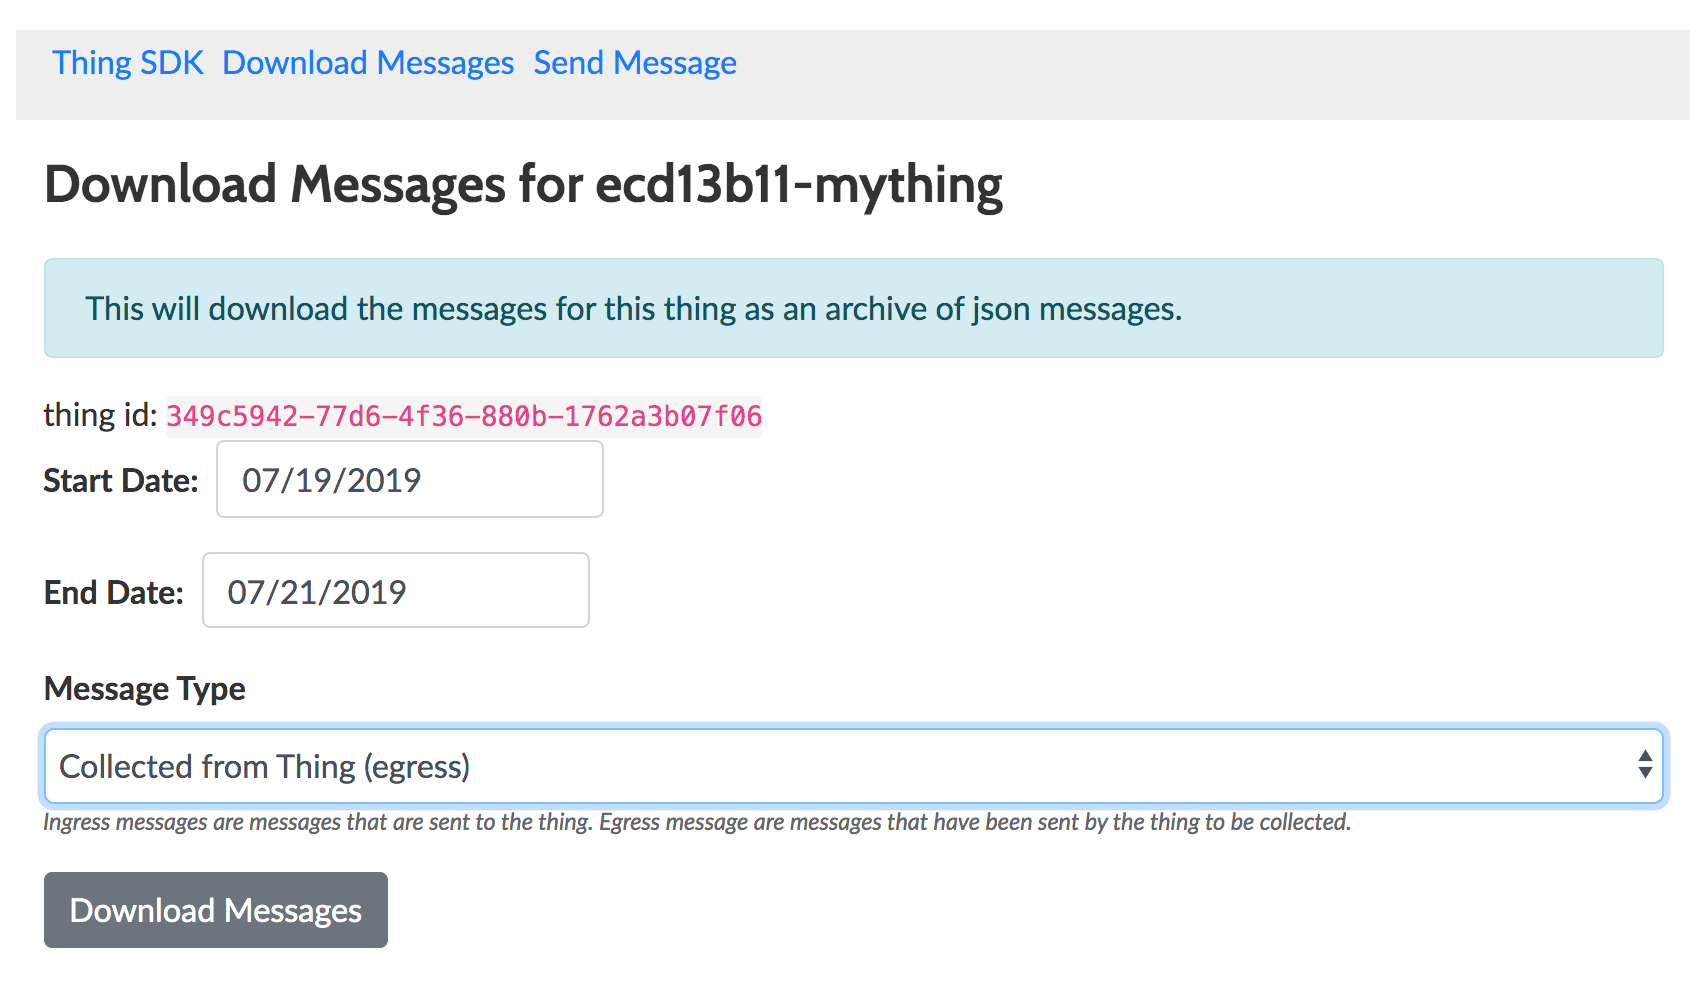 Thing SDK Download Messages Send Message
Download Messages for ecd13b11-mything
This will download the messages for this thing as an archive of json messages.
thing id: 349c5942-77d6-4f36-880b-1762a3b07f06
Start Date: 07/19/2019
End Date: 07/21/2019
Message Type
Collected from Thing (egress)
Ingress messages are messages that are sent to the thing. Egress message are messages that have been sent by the thing to be collected.
Download Messages